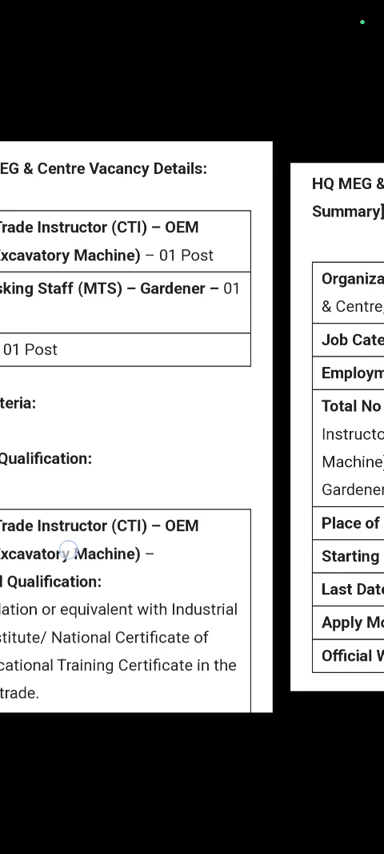 EG & Centre Vacancy Details:
Trade Instructor (CTI) – OEM
Excavatory Machine) – 01 Post
sking Staff (MTS) – Gardener – 01
01 Post
teria:
Qualification:
Trade Instructor (CTI) – OEM
Excavatory Machine) –
l Qualification:
lation or equivalent with Industrial
stitute/ National Certificate of
cational Training Certificate in the
trade.
HQ MEG &
Summary]
Organiza
& Centre,
Job Cate
Employm
Total No
Instructo
Machine]
Gardener
Place of
Starting
Last Date
Apply Mo
Official W